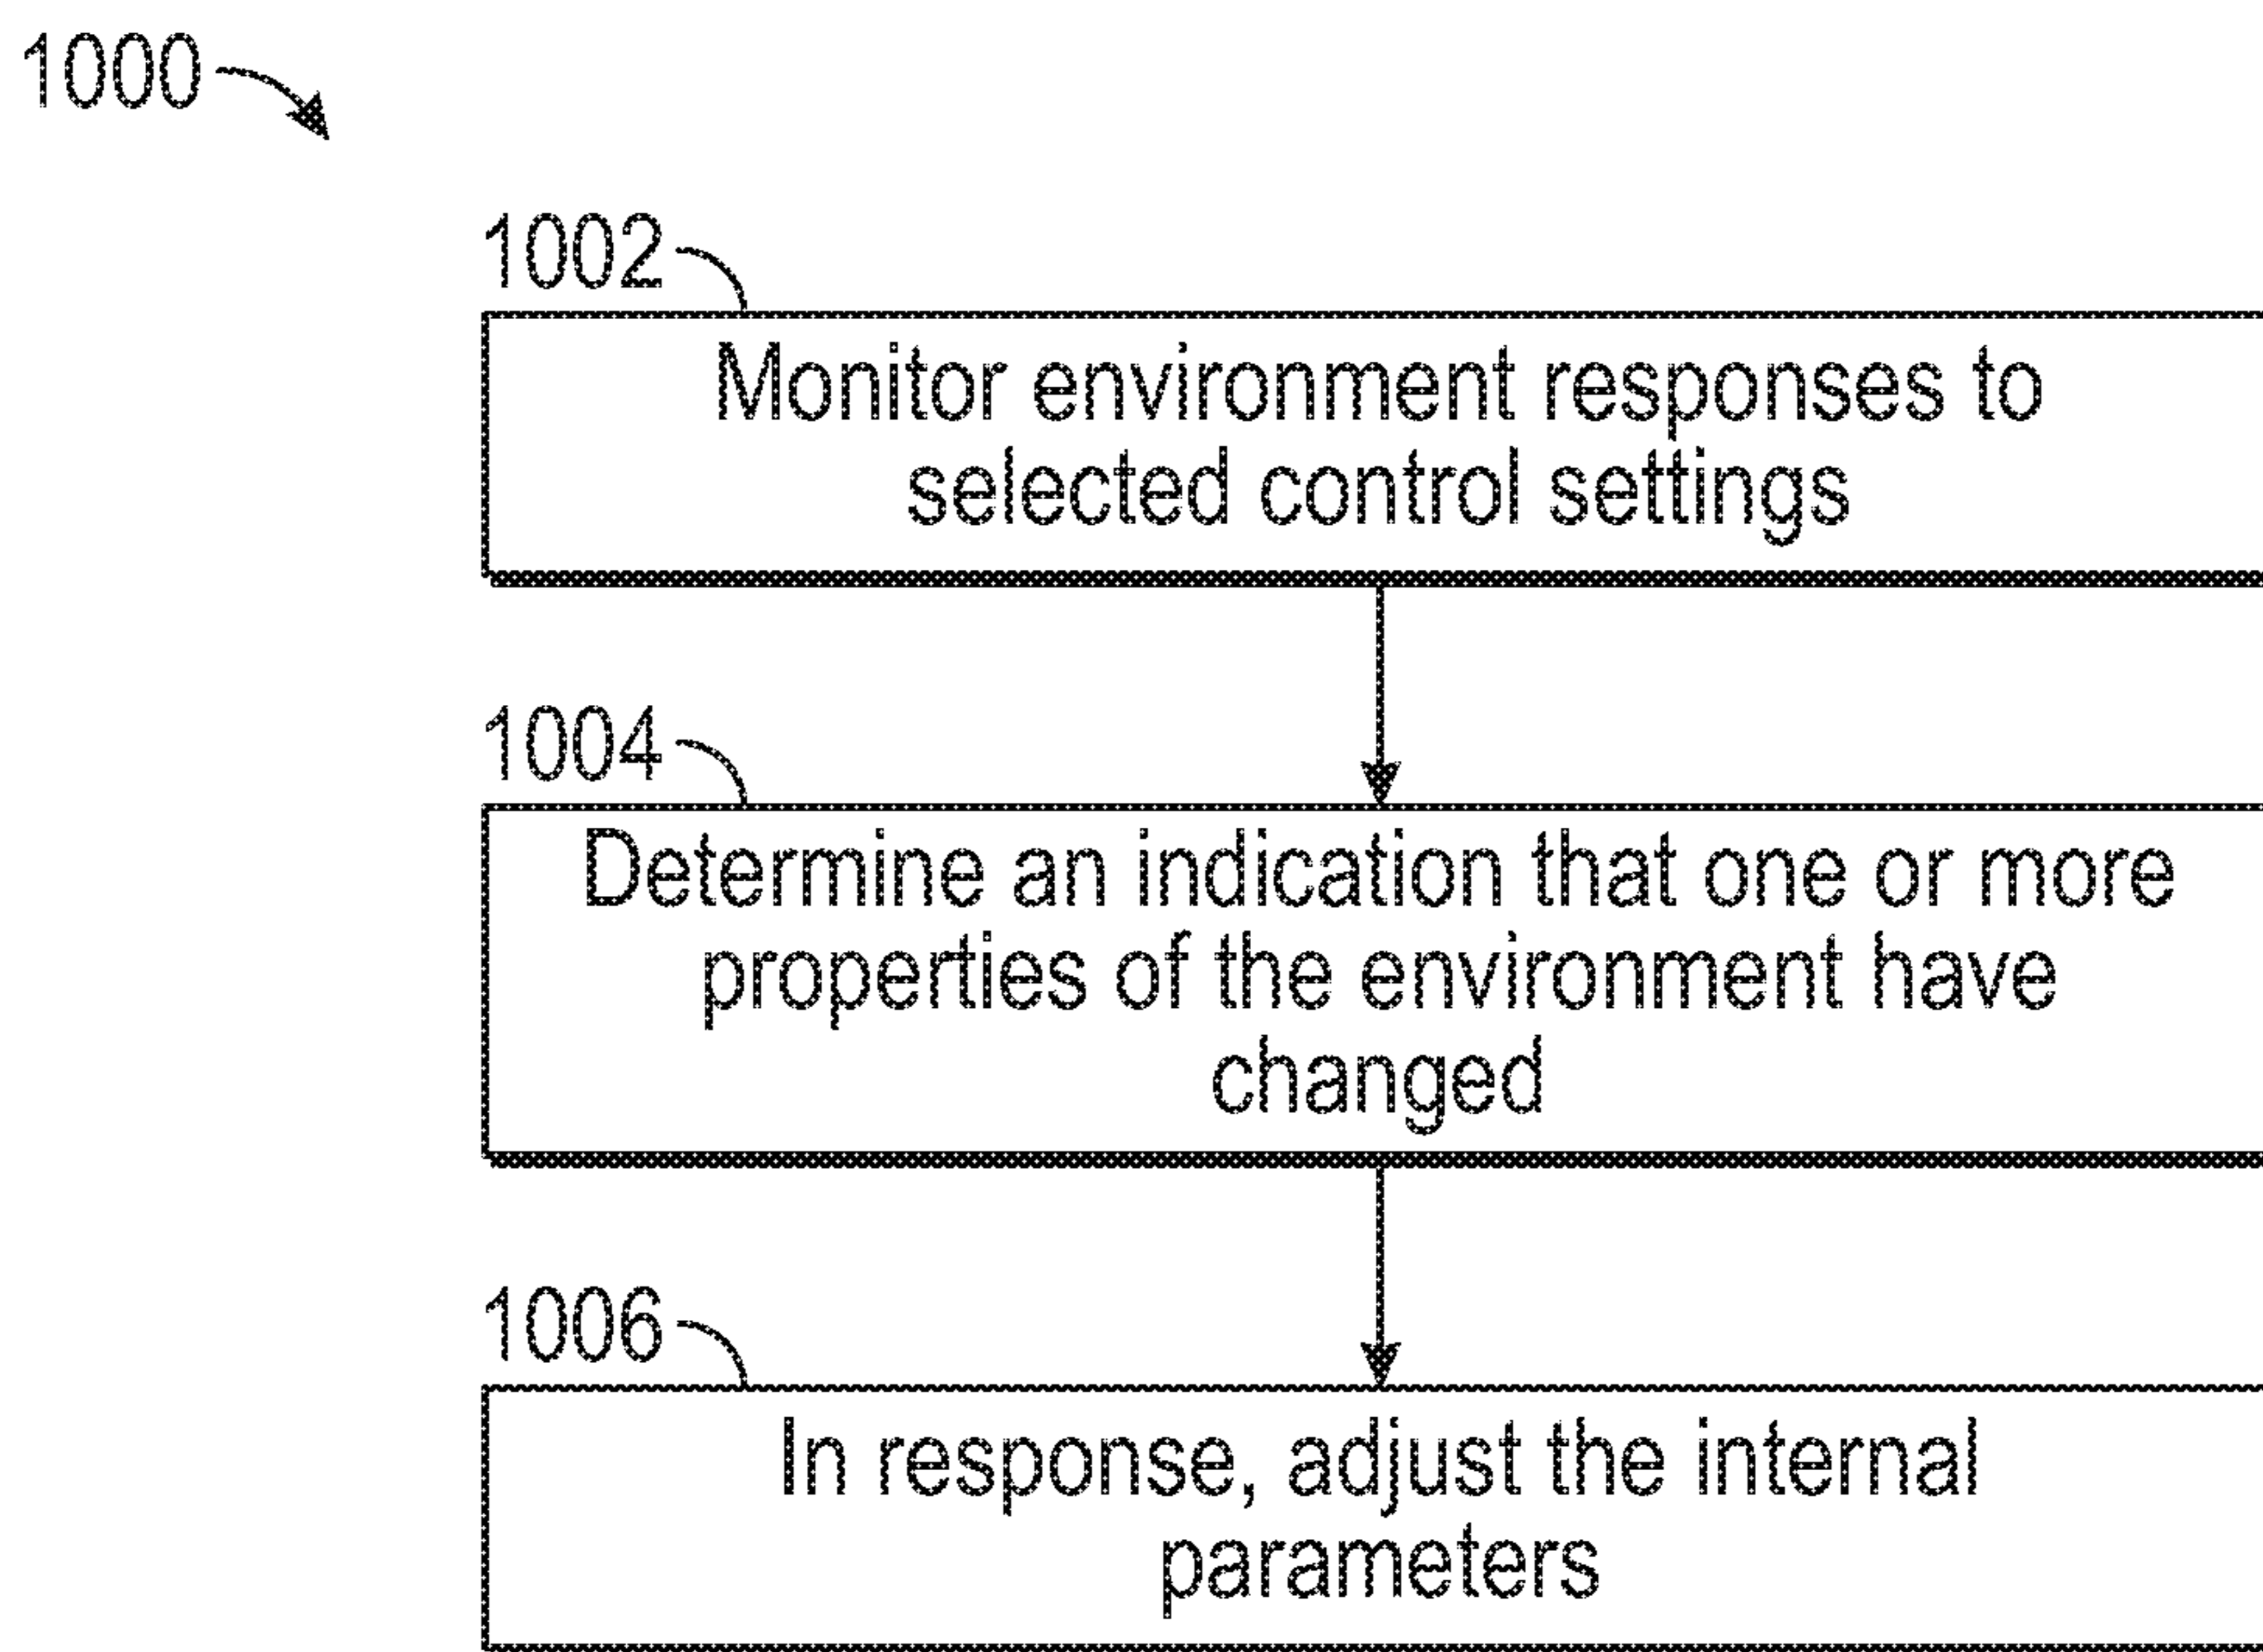 1000
1002
Monitor environment responses to
selected control settings
1004
Determine an indication that one or more
properties of the environment have
changed
1006
In response, adjust the internal
parameters